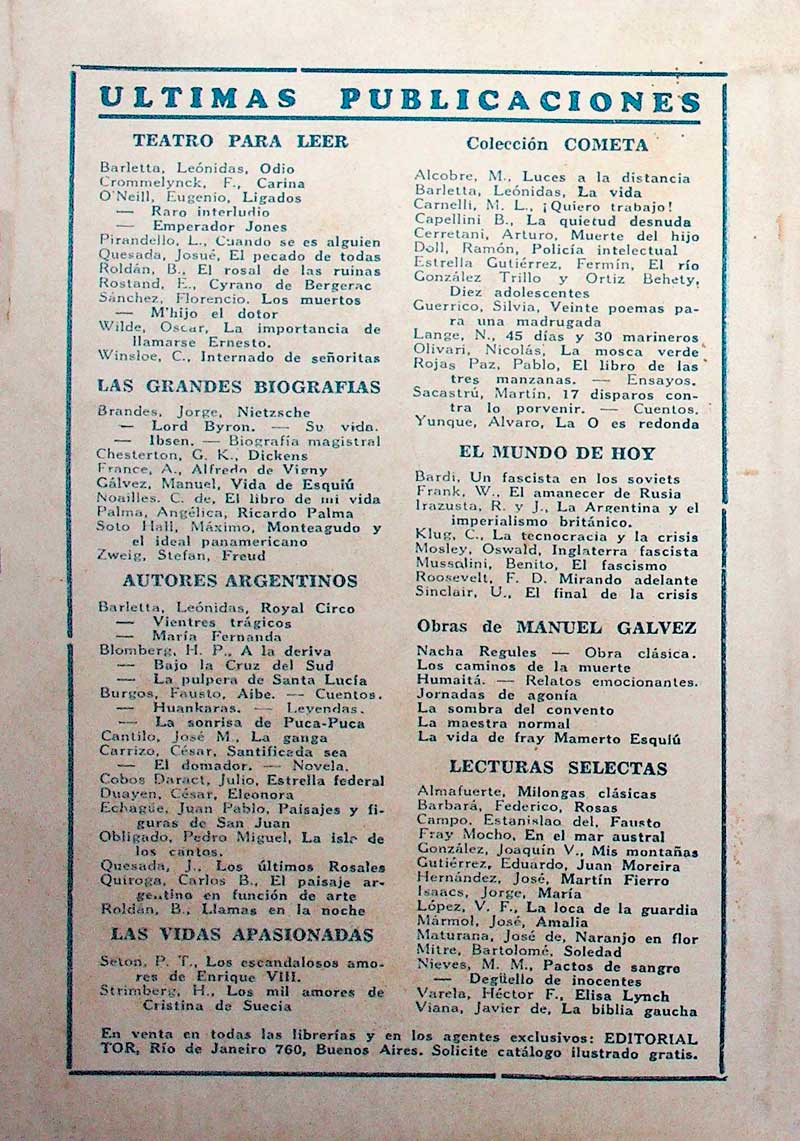 ULTIMAS PUBLICACIONES
TEATRO PARA LEER
Barletta, Leónidas, Odio
Crommelynck, F., Carina
O'Neill, Eugenio, Ligados
— Raro interludio
— Emperador Jones
Pirandello, L., Cuando se es alguien
Quesada, Josué, El pecado de todas
Roldán, B., El rosal de las ruinas
Rostand, E., Cyrano de Bergerac
Sánchez, Florencio. Los muertos
— M'hijo el dotor
Wilde, Oscar, La importancia de
llamarse Ernesto.
Winsloe, C., Internado de señoritas
LAS GRANDES BIOGRAFIAS
Brandes, Jorge, Nietzsche
— Lord Byron. — Su vida.
— Ibsen. — Biografía magistral
Chesterton, G. K., Dickens
France, A., Alfredo de Vigny
Gálvez, Manuel, Vida de Esquiú
Noailles. C. de, El libro de mi vida
Palma, Angélica, Ricardo Palma
Soto Hall, Máximo, Monteagudo y
el ideal panamericano
Zweig, Stefan, Freud
AUTORES ARGENTINOS
Barletta, Leónidas, Royal Circo
— Vientres trágicos
— María Fernanda
Blomberg, H. P., A la deriva
— Bajo la Cruz del Sud
— La pulpera de Santa Lucía
Burgos, Fausto, Aibe. — Cuentos.
— Huankaras. — Leyendas.
— La sonrisa de Puca-Puca
Cantilo, José M., La ganga
Carrizo, César, Santificada sea
— El domador. — Novela.
Cobos Daract, Julio, Estrella federal
Duayen, César, Eleonora
Echagüe, Juan Pablo, Paisajes y fi-
guras de San Juan
Obligado, Pedro Miguel, La isla de
los cantos.
Quesada, J., Los últimos Rosales
Quiroga, Carlos B., El paisaje ar-
gentino en función de arte
Roldán, B., Llamas en la noche
LAS VIDAS APASIONADAS
Seton, P. T., Los escandalosos amo-
res de Enrique VIII.
Strimberg, H., Los mil amores de
Cristina de Suecia
Colección COMETA
Alcobre, M., Luces a la distancia
Barletta, Leónidas, La vida
Carnelli, M. L., ¡Quiero trabajo!
Capellini B., La quietud desnuda
Cerretani, Arturo, Muerte del hijo
Doll, Ramón, Policía intelectual
Estrella Gutiérrez, Fermín, El río
González Trillo y Ortiz Behety,
Diez adolescentes
Guerrico, Silvia, Veinte poemas pa-
ra una madrugada
Lange, N., 45 días y 30 marineros
Olivari, Nicolás, La mosca verde
Rojas Paz, Pablo, El libro de las
tres manzanas. — Ensayos.
Sacastrú, Martín, 17 disparos con-
tra lo porvenir. — Cuentos.
Yunque, Alvaro, La O es redonda
EL MUNDO DE HOY
Bardi, Un fascista en los soviets
Frank, W., El amanecer de Rusia
Irazusta, R. y J., La Argentina y el
imperialismo británico.
Klug, C., La tecnocracia y la crisis
Mosley, Oswald, Inglaterra fascista
Mussolini, Benito, El fascismo
Roosevelt, F. D. Mirando adelante
Sinclair, U., El final de la crisis
Obras de MANUEL GALVEZ
Nacha Regules — Obra clásica.
Los caminos de la muerte
Humaitá. — Relatos emocionantes.
Jornadas de agonía
La sombra del convento
La maestra normal
La vida de fray Mamerto Esquiú
LECTURAS SELECTAS
Almafuerte, Milongas clásicas
Barbará, Federico, Rosas
Campo, Estanislao del, Fausto
Fray Mocho, En el mar austral
González, Joaquín V., Mis montañas
Gutiérrez, Eduardo, Juan Moreira
Hernández, José, Martín Fierro
Isaacs, Jorge, María
López, V. F., La loca de la guardia
Mármol, José, Amalia
Maturana, José de, Naranjo en flor
Mitre, Bartolomé, Soledad
Nieves, M. M., Pactos de sangre
— Degüello de inocentes
Varela, Héctor F., Elisa Lynch
Viana, Javier de, La biblia gaucha
En venta en todas las librerías y en los agentes exclusivos: EDITORIAL
TOR, Río de Janeiro 760, Buenos Aires. Solicite catálogo ilustrado gratis.